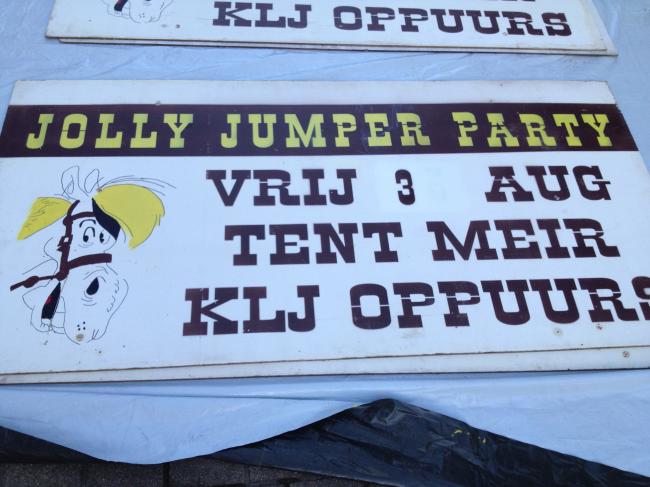 KLJ OPPUURS
JOLLY JUMPER PARTY
VRIJ 3 AUG
TENT MEIR
KLJ OPPUURS